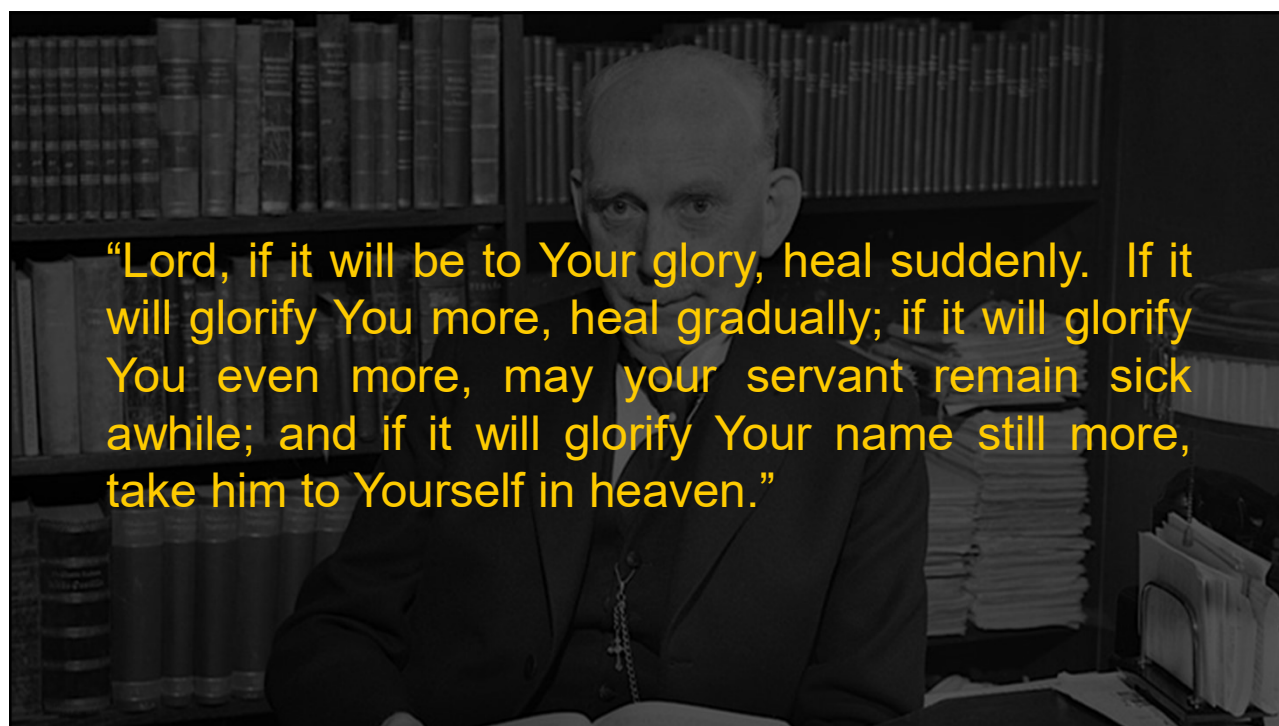 “Lord, if it will be to Your glory, heal suddenly.  If it
will glorify You more, heal gradually; if it will glorify
You even more, may your servant remain sick
awhile; and if it will glorify Your name still more,
take him to Yourself in heaven.”